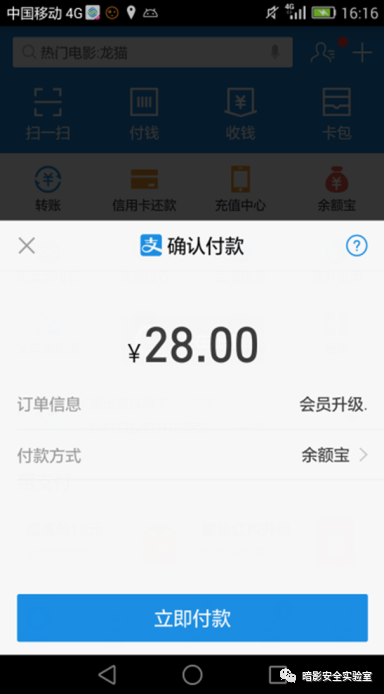 中国移动 4G 4G 16:16
热门电影:龙猫
扫一扫 付钱 收钱 卡包
转账 信用卡还款 充值中心 余额宝
支 确认付款 ?
¥28.00
订单信息 会员升级.
付款方式 余额宝
立即付款
暗影安全实验室